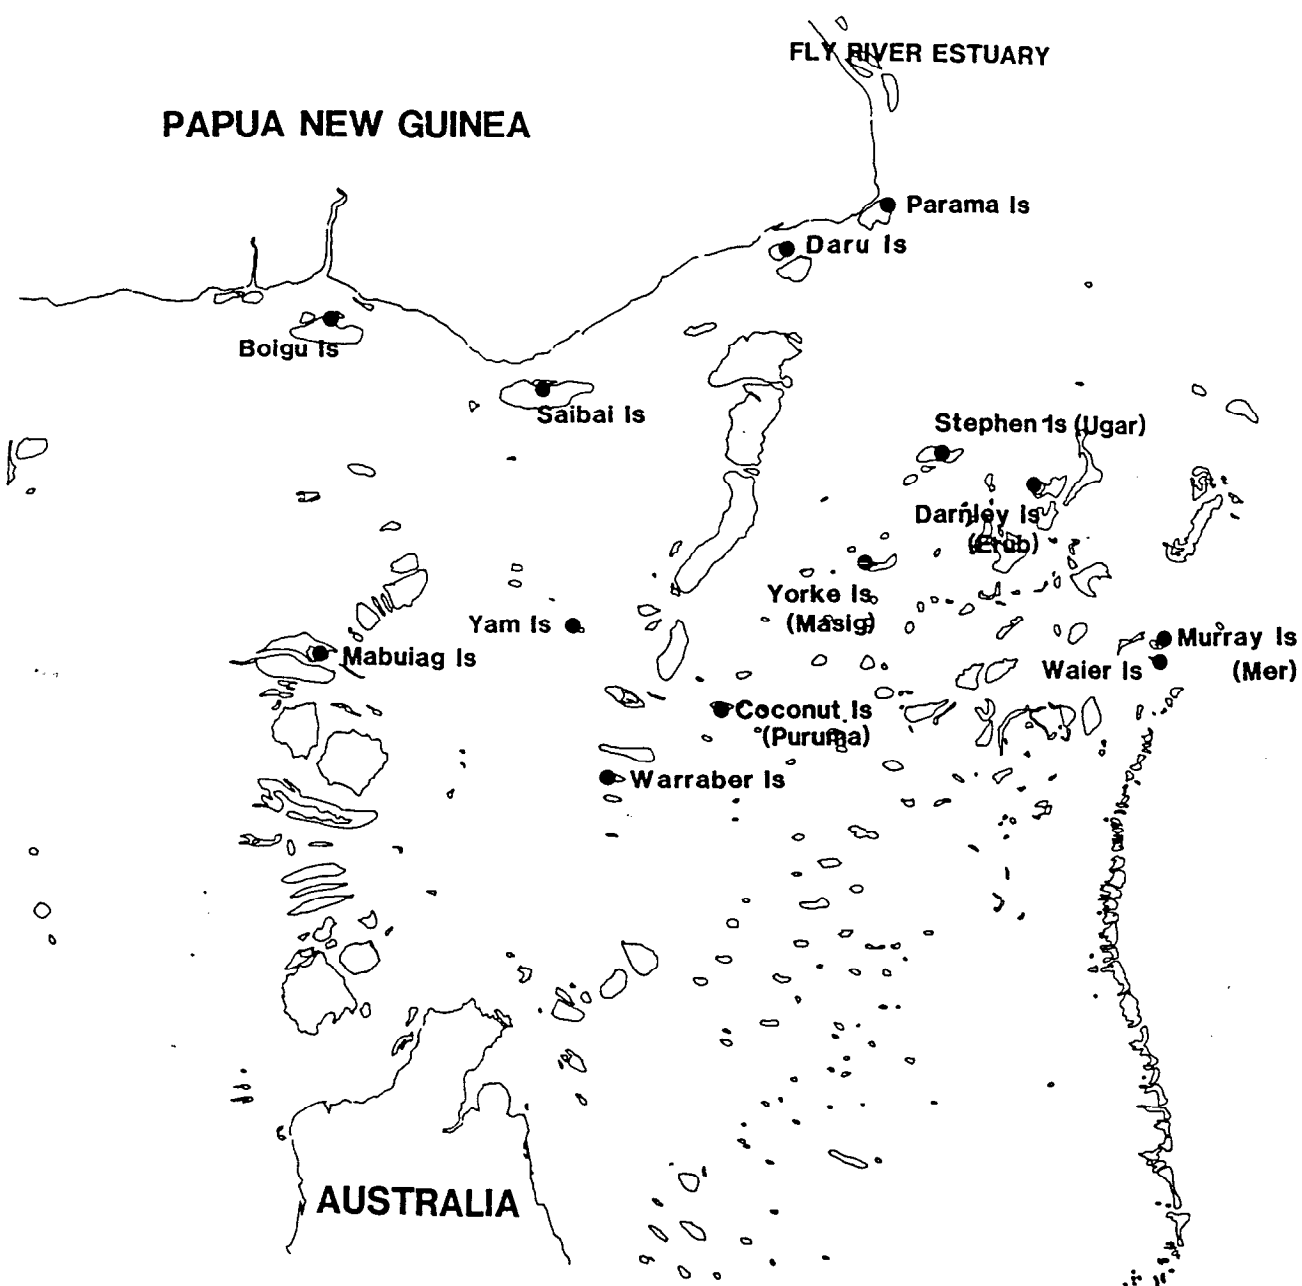 FLY RIVER ESTUARY
PAPUA NEW GUINEA
Parama Is
Daru Is
Boigu Is
Saibai Is
Stephen Is (Ugar)
Darnley Is
(Erub)
Yorke Is
(Masig)
Yam Is
Mabuiag Is
Murray Is
(Mer)
Waier Is
Coconut Is
(Puruma)
Warraber Is
AUSTRALIA